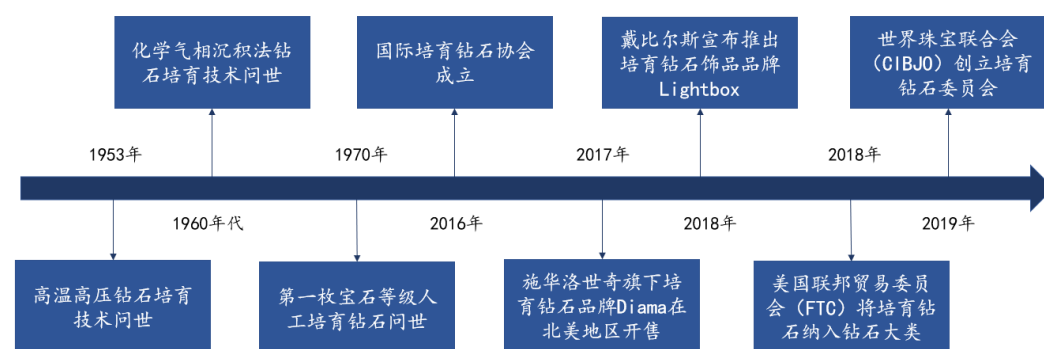 化学气相沉积法钻
石培育技术问世
国际培育钻石协会
成立
戴比尔斯宣布推出
培育钻石饰品品牌
Lightbox
世界珠宝联合会
（CIBJO）创立培育
钻石委员会
1953年
1970年
2017年
2018年
1960年代
2016年
2018年
2019年
高温高压钻石培育
技术问世
第一枚宝石等级人
工培育钻石问世
施华洛世奇旗下培
育钻石品牌Diama在
北美地区开售
美国联邦贸易委员
会（FTC）将培育钻
石纳入钻石大类